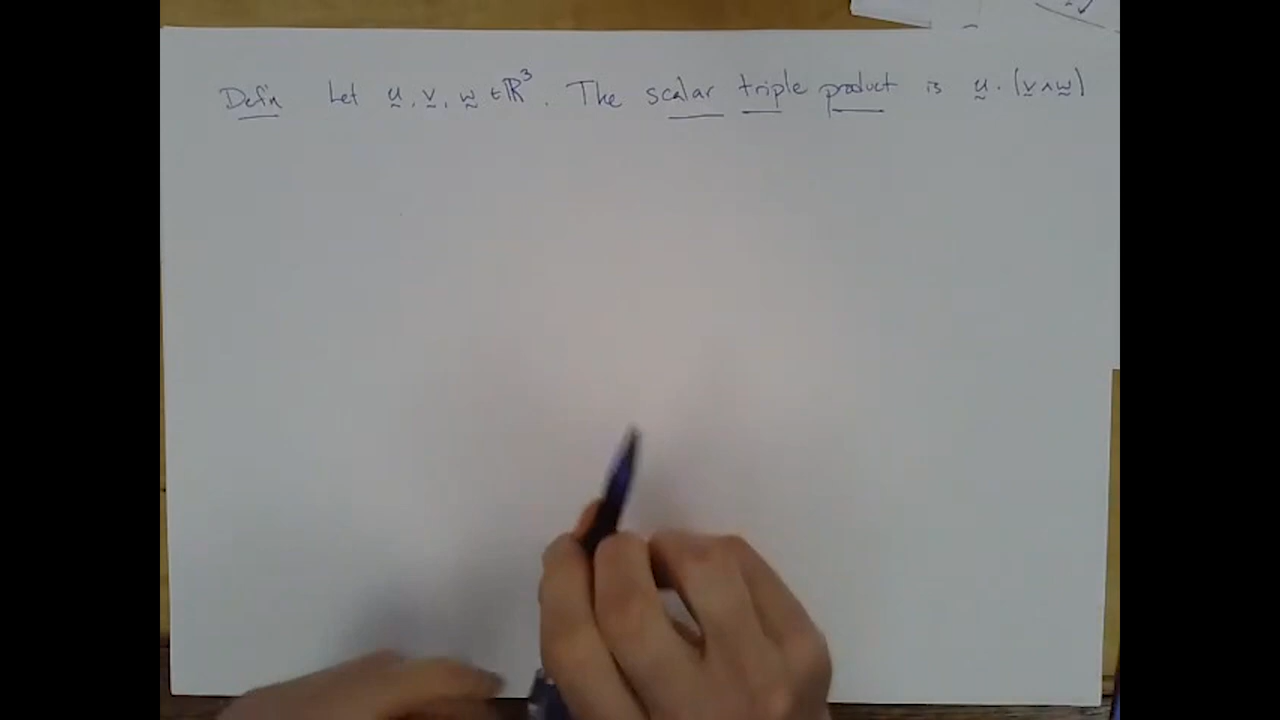 Defn Let u, v, w ∈ ℝ³. The scalar triple product is u · (v ∧ w)